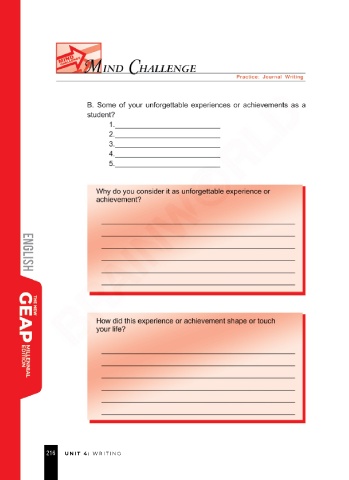 MIND CHALLENGE
Practice: Journal Writing
B. Some of your unforgettable experiences or achievements as a
student?
1.
2.
3.
4.
5.
Why do you consider it as unforgettable experience or
achievement?
How did this experience or achievement shape or touch
your life?
ENGLISH
THE NEW
GEAP
MILLENNIAL
EDITION
216 UNIT 4: WRITING